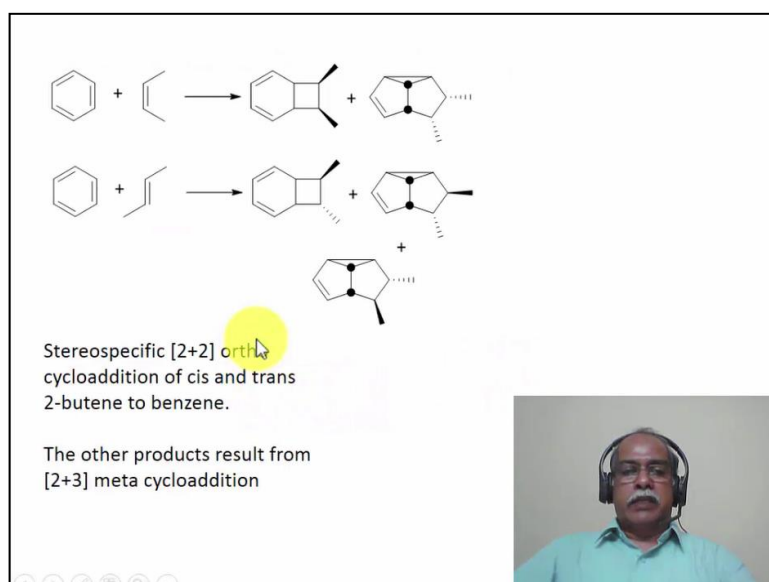 +
+
+
+
+
Stereospecific [2+2] orth
cycloaddition of cis and trans
2-butene to benzene.
The other products result from
[2+3] meta cycloaddition